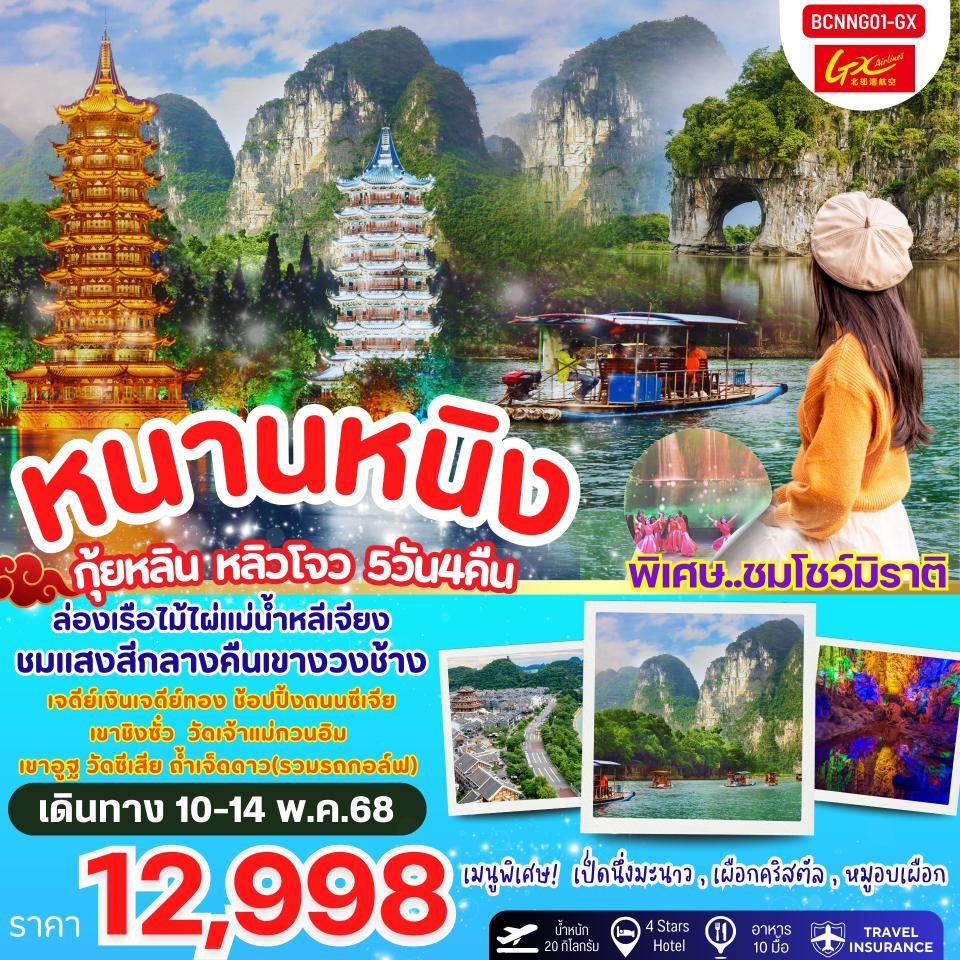 BCNNG01-GX
GX Airlines
北部湾航空
หนานหนิง
กุ้ยหลิน หลิวโจว 5วัน4คืน
พิเศษ..ชมโชว์มิราติ
ล่องเรือไม้ไผ่แม่น้ำหลีเจียง
ชมแสงสีกลางคืนเขางวงช้าง
เจดีย์เงินเจดีย์ทอง ช้อปปิ้งถนนซีเจีย
เขาชิงซิ่ว วัดเจ้าแม่กวนอิม
เขาอูฐ วัดซีเสีย ถ้ำเจ็ดดาว(รวมรถกอล์ฟ)
เดินทาง 10-14 พ.ค.68
ราคา 12,998
เมนูพิเศษ! เป็ดนึ่งมะนาว , เผือกคริสตัล , หมูอบเผือก
น้ำหนัก
20 กิโลกรัม
4 Stars
Hotel
อาหาร
10 มื้อ
TRAVEL
INSURANCE